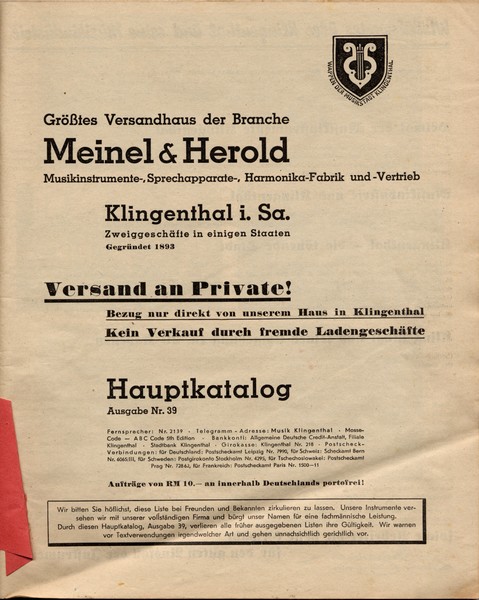 WAPPEN DER MUSIKSTADT KLINGENTHAL
Größtes Versandhaus der Branche
Meinel & Herold
Musikinstrumente-, Sprechapparate-, Harmonika-Fabrik und -Vertrieb
Klingenthal i. Sa.
Zweiggeschäfte in einigen Staaten
Gegründet 1893
Versand an Private!
Bezug nur direkt von unserem Haus in Klingenthal
Kein Verkauf durch fremde Ladengeschäfte
Hauptkatalog
Ausgabe Nr. 39
Fernsprecher: Nr. 2139 · Telegramm-Adresse: Musik Klingenthal · Mosse-
Code — ABC Code 5th Edition · Bankkonti: Allgemeine Deutsche Credit-Anstalt, Filiale
Klingenthal · Stadtbank Klingenthal · Girokasse: Klingenthal Nr. 218 · Postscheck-
Verbindungen: für Deutschland: Postscheckamt Leipzig Nr. 7990, für Schweiz: Scheckamt Bern
für Schweden: Postgirokonto Stockholm Nr. 4395, für Tschechoslowakei: Postscheckamt
für Frankreich: Postscheckamt Paris Nr. 1500—11
Aufträge von RM 10.— an innerhalb Deutschlands portofrei!
Wir bitten Sie höflichst, diese Liste bei Freunden und Bekannten zirkulieren zu lassen. Unsere Instrumente ver-
sehen wir mit unserer vollständigen Firma und bürgt unser Namen für eine fachmännische Leistung.
Durch diesen Hauptkatalog, Ausgabe 39, verlieren alle früher ausgegebenen Listen ihre Gültigkeit. Wir warnen
vor Textverwendungen irgendwelcher Art und gehen unnachsichtlich gerichtlich vor.